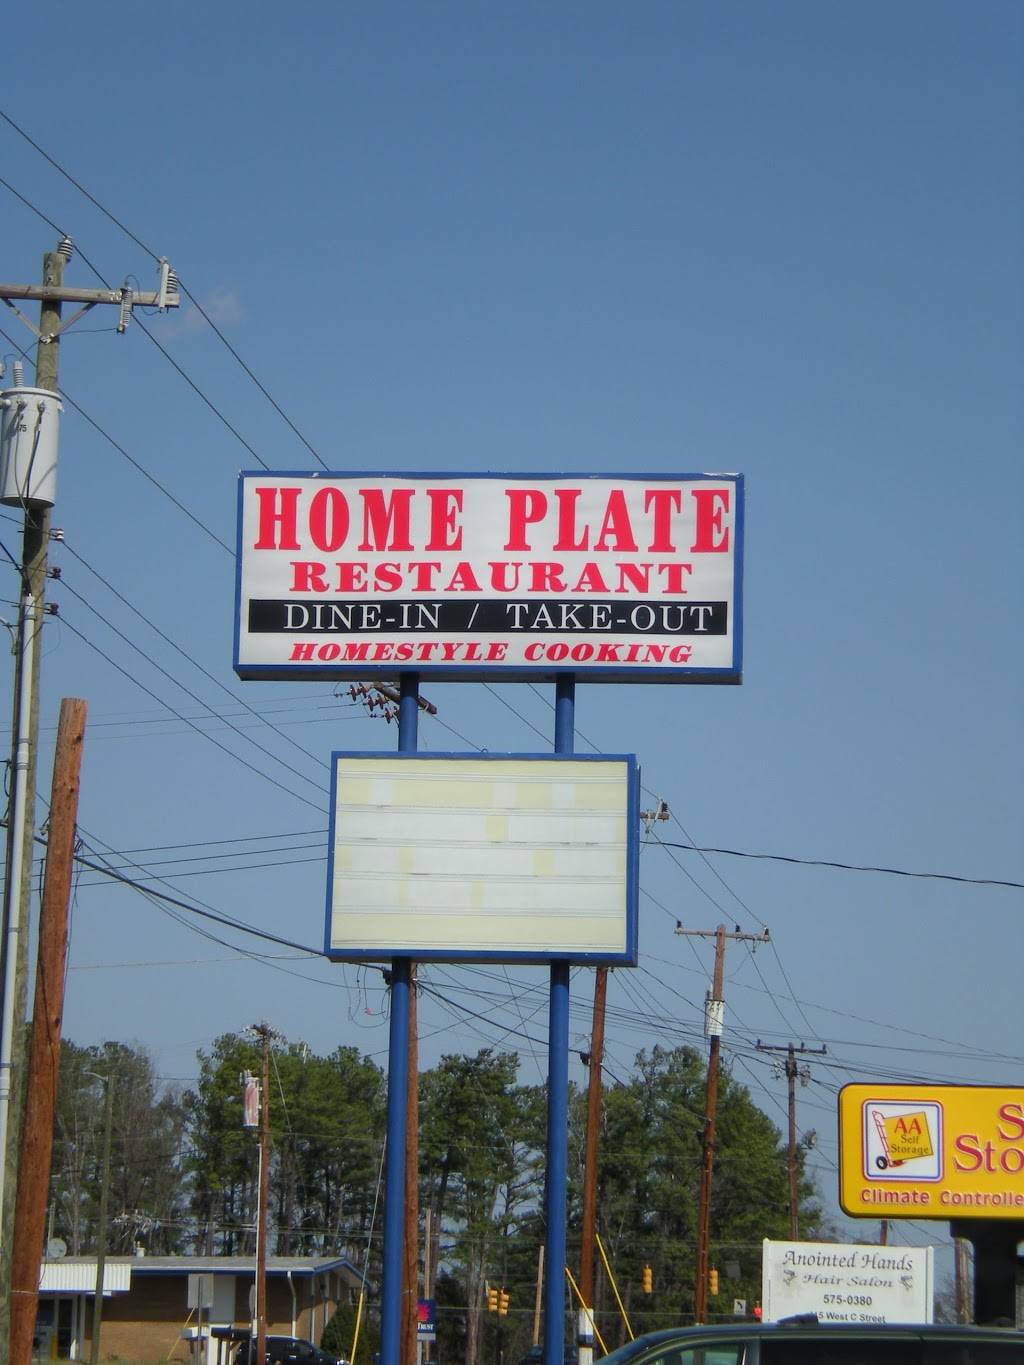 HOME PLATE
RESTAURANT
DINE-IN / TAKE-OUT
HOMESTYLE COOKING
75
AA
Self
Storage
Climate
Anointed Hands
Hair Salon
575-0380
West C Street